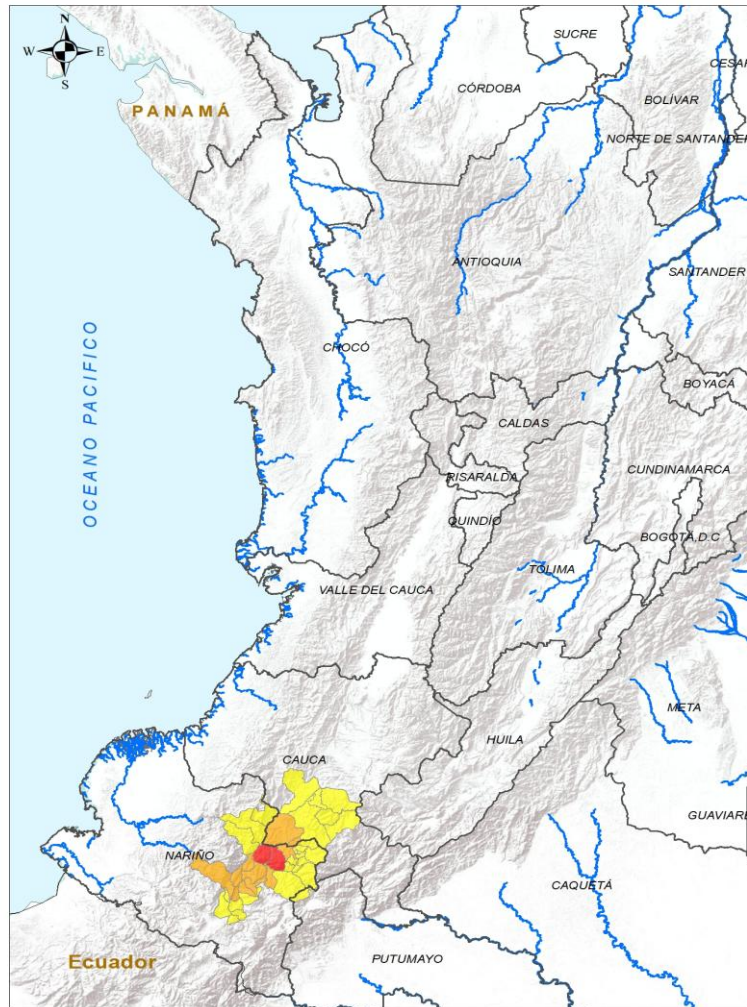 N
W E
S
SUCRE
CESAR
CÓRDOBA
BOLÍVAR
PANAMÁ
NORTE DE SANTANDER
ANTIOQUIA
SANTANDER
CHOCÓ
BOYACÁ
CALDAS
CUNDINAMARCA
RISARALDA
QUINDÍO
BOGOTÁ,D.C
OCEANO PACIFICO
TOLIMA
VALLE DEL CAUCA
META
HUILA
CAUCA
GUAVIARE
NARIÑO
CAQUETÁ
Ecuador
PUTUMAYO